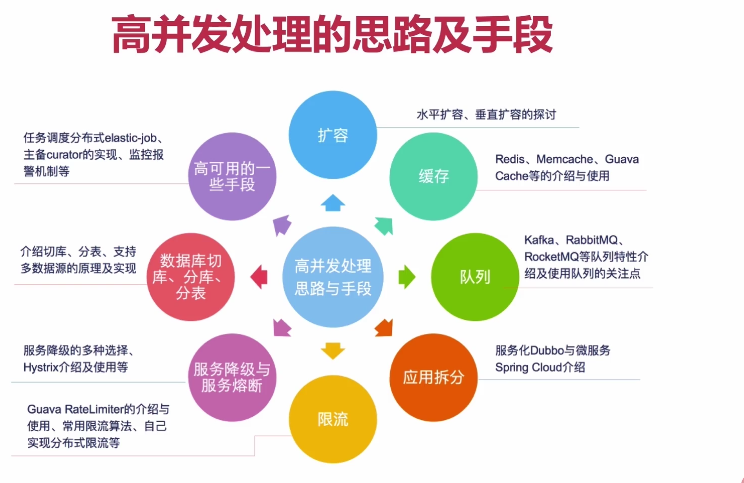 高并发处理的思路及手段
扩容
水平扩容、垂直扩容的探讨
缓存
Redis、Memcache、Guava
Cache等的介绍与使用
队列
Kafka、RabbitMQ、
RocketMQ等队列特性介
绍及使用队列的关注点
应用拆分
服务化Dubbo与微服务
Spring Cloud介绍
限流
Guava RateLimiter的介绍与
使用、常用限流算法、自己
实现分布式限流等
服务降级与
服务熔断
服务降级的多种选择、
Hystrix介绍及使用等
数据库切
库、分库、
分表
介绍切库、分表、支持
多数据源的原理及实现
高可用的一
些手段
任务调度分布式elastic-job、
主备curator的实现、监控报
警机制等
高并发处理
思路与手段